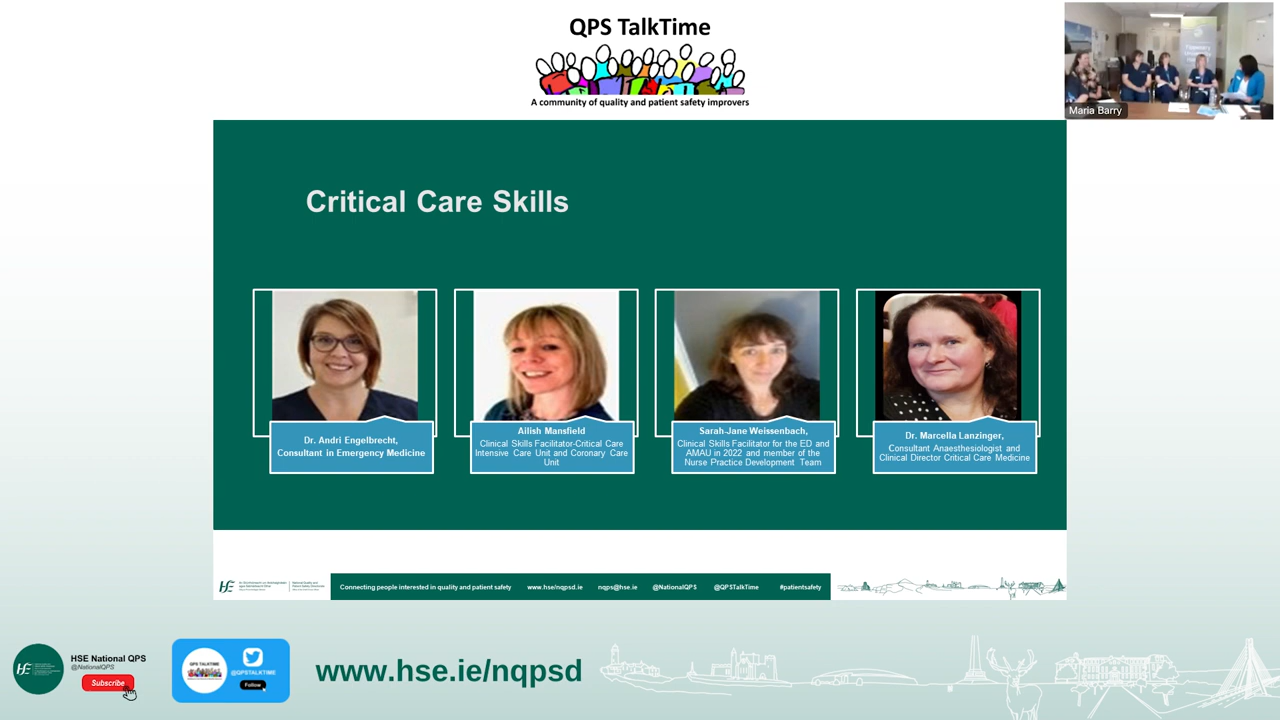 QPS TalkTime
A community of quality and patient safety improvers
Maria Barry
Critical Care Skills
Dr. Andri Engelbrecht,
Consultant in Emergency Medicine
Ailish Mansfield
Clinical Skills Facilitator-Critical Care
Intensive Care Unit and Coronary Care
Unit
Sarah-Jane Weissenbach,
Clinical Skills Facilitator for the ED and
AMAU in 2022 and member of the
Nurse Practice Development Team
Dr. Marcella Lanzinger,
Consultant Anaesthesiologist and
Clinical Director Critical Care Medicine
Connecting people interested in quality and patient safety www.hse/nqpsd.ie nqps@hse.ie @NationalQPS @QPSTalkTime #patientsafety
HSE National QPS
@NationalQPS
Subscribe
QPS TALKTIME
@QPSTALKTIME
Follow
www.hse.ie/nqpsd